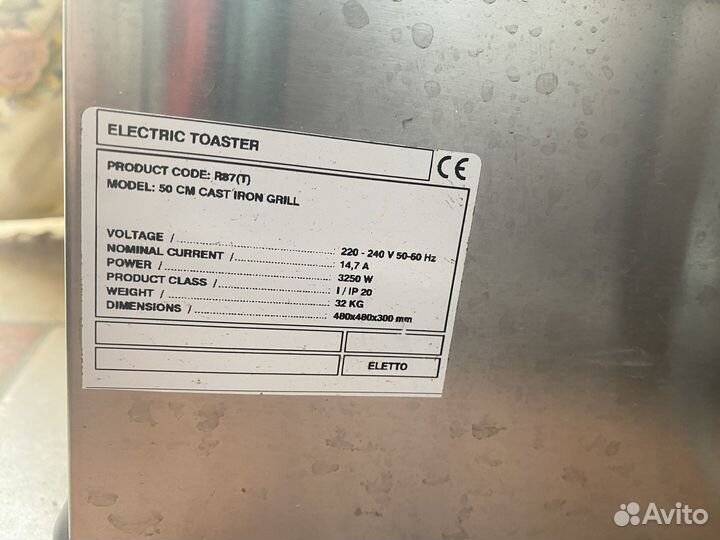 ELECTRIC TOASTER
CE
PRODUCT CODE: R87(T)
MODEL: 50 CM CAST IRON GRILL
VOLTAGE / 220 - 240 V 50-60 Hz
NOMINAL CURRENT / 14,7 A
POWER / 3250 W
PRODUCT CLASS / I / IP 20
WEIGHT / 32 KG
DIMENSIONS / 480x480x300 mm
ELETTO
Avito